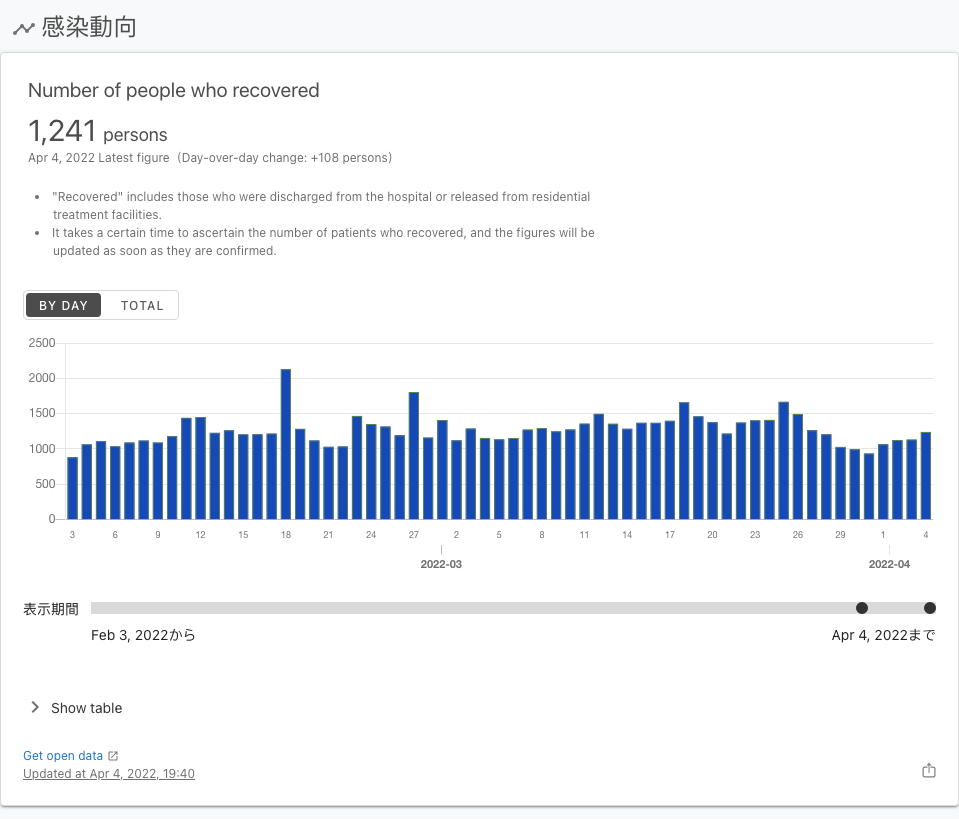 感染動向
Number of people who recovered
1,241 persons
Apr 4, 2022 Latest figure (Day-over-day change: +108 persons)
• "Recovered" includes those who were discharged from the hospital or released from residential
treatment facilities.
• It takes a certain time to ascertain the number of patients who recovered, and the figures will be
updated as soon as they are confirmed.
BY DAY TOTAL
2500
2000
1500
1000
500
0
3 6 9 12 15 18 21 24 27 2 5 8 11 14 17 20 23 26 29 1 4
2022-03 2022-04
表示期間
Feb 3, 2022から Apr 4, 2022まで
Show table
Get open data
Updated at Apr 4, 2022, 19:40